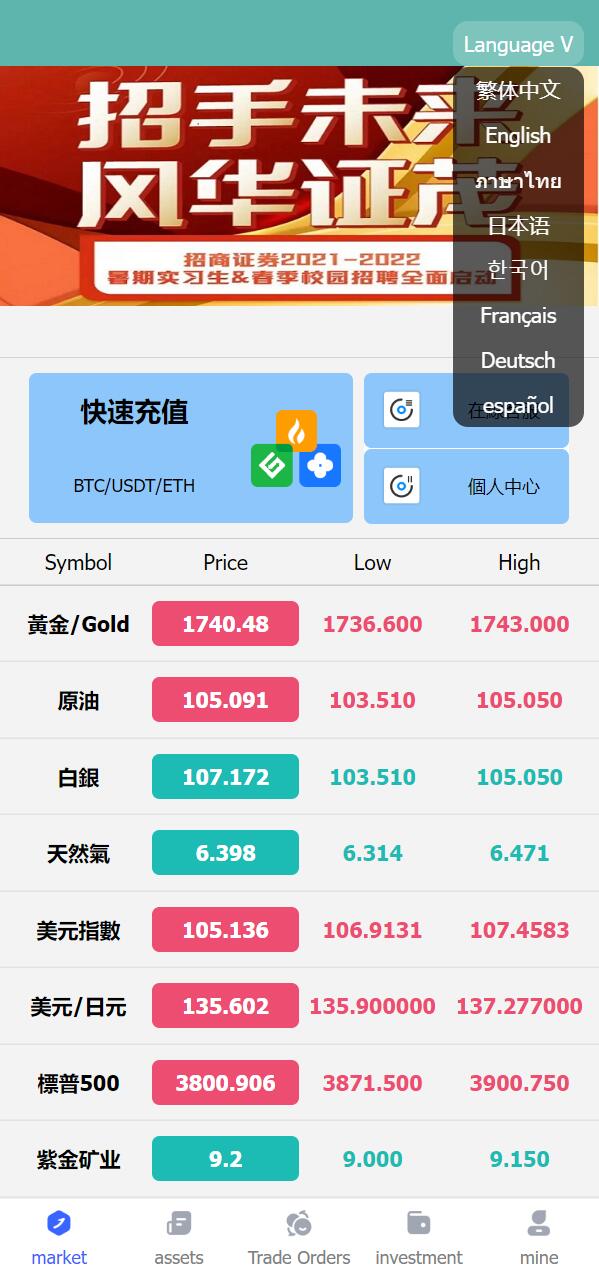 Language V
繁体中文
English
ภาษาไทย
日本语
한국어
Français
Deutsch
español
招手未来
风华证茂
招商证券2021-2022
暑期实习生&春季校园招聘全面启动
快速充值
BTC/USDT/ETH
在線客服
個人中心
Symbol Price Low High
黃金/Gold 1740.48 1736.600 1743.000
原油 105.091 103.510 105.050
白銀 107.172 103.510 105.050
天然氣 6.398 6.314 6.471
美元指數 105.136 106.9131 107.4583
美元/日元 135.602 135.900000 137.277000
標普500 3800.906 3871.500 3900.750
紫金矿业 9.2 9.000 9.150
market assets Trade Orders investment mine